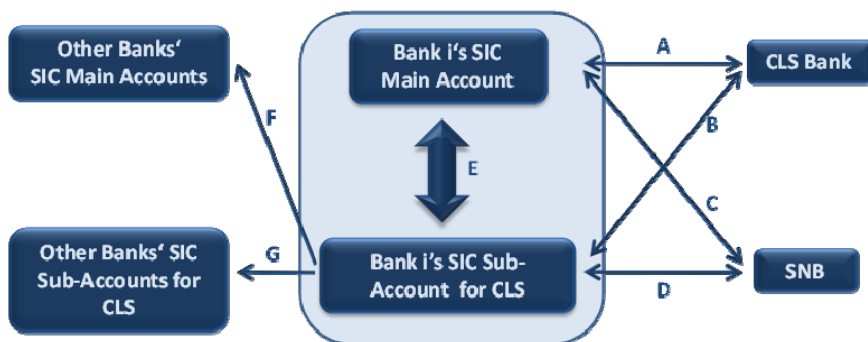 Other Banks‘
SIC Main Accounts
Bank i‘s SIC
Main Account
A
CLS Bank
F
B
E
C
Other Banks‘ SIC
Sub-Accounts for
CLS
G
Bank i’s SIC Sub-
Account for CLS
D
SNB